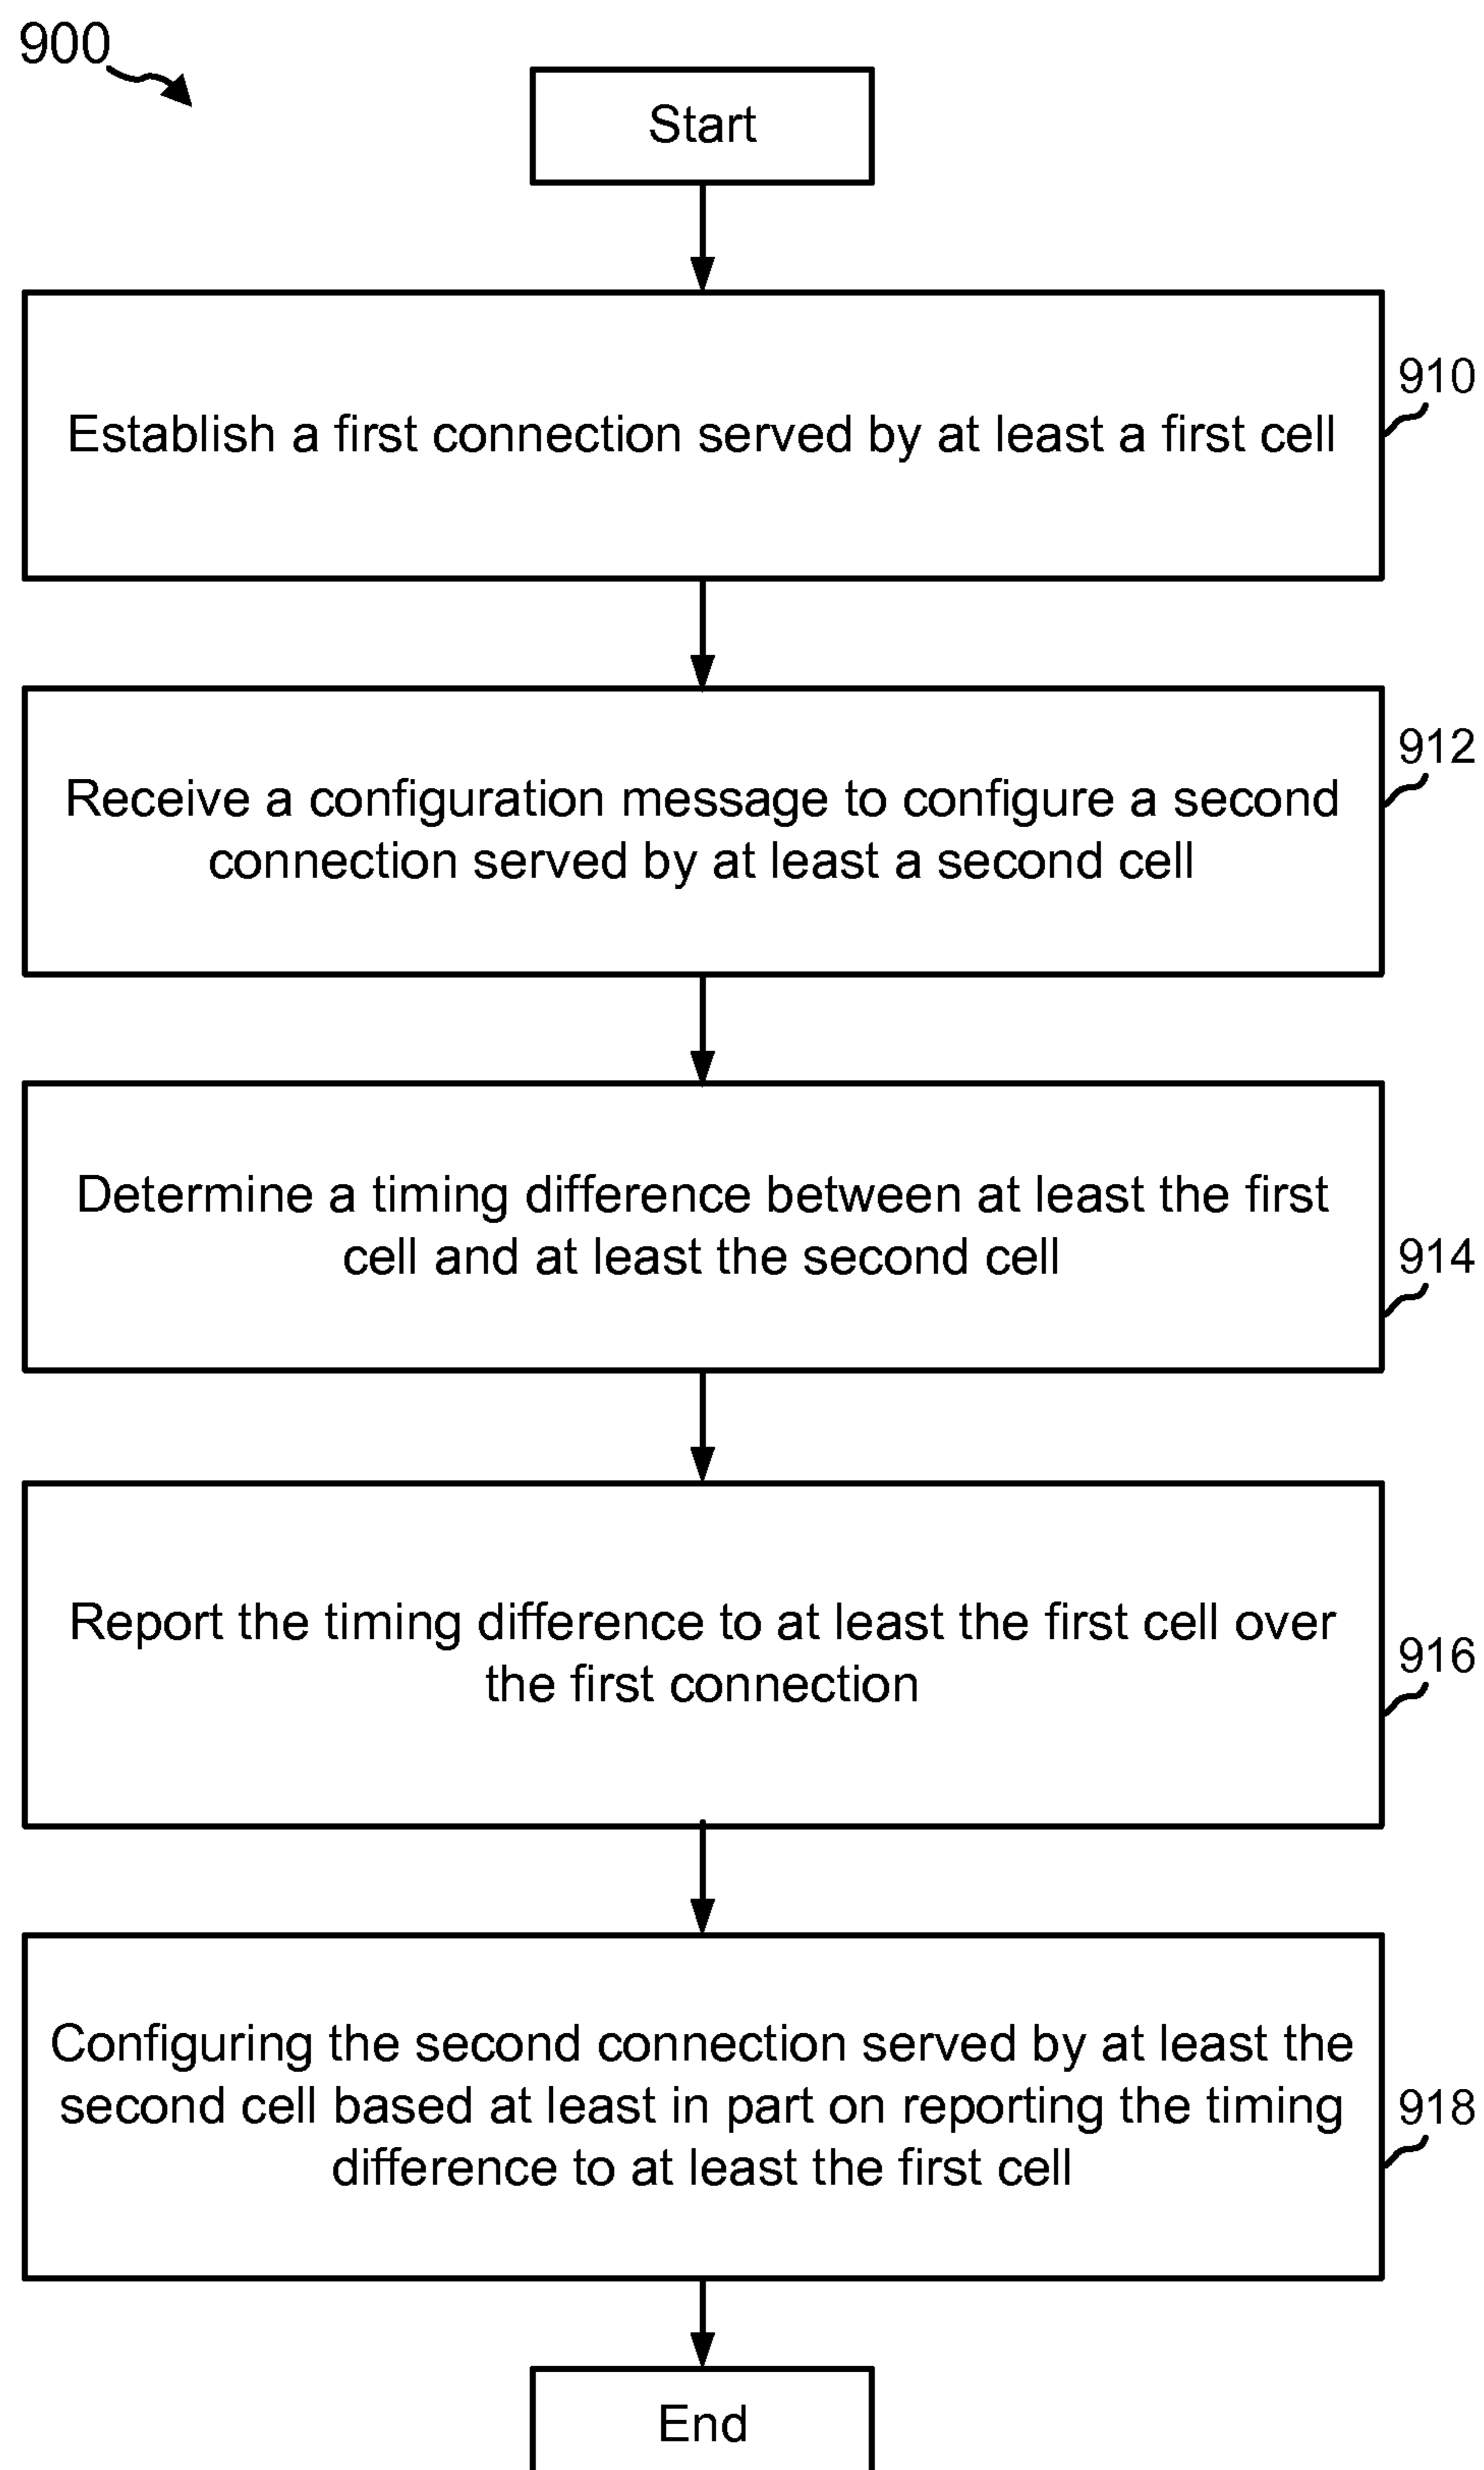 900
Start
Establish a first connection served by at least a first cell
910
Receive a configuration message to configure a second
connection served by at least a second cell
912
Determine a timing difference between at least the first
cell and at least the second cell
914
Report the timing difference to at least the first cell over
the first connection
916
Configuring the second connection served by at least the
second cell based at least in part on reporting the timing
difference to at least the first cell
918
End